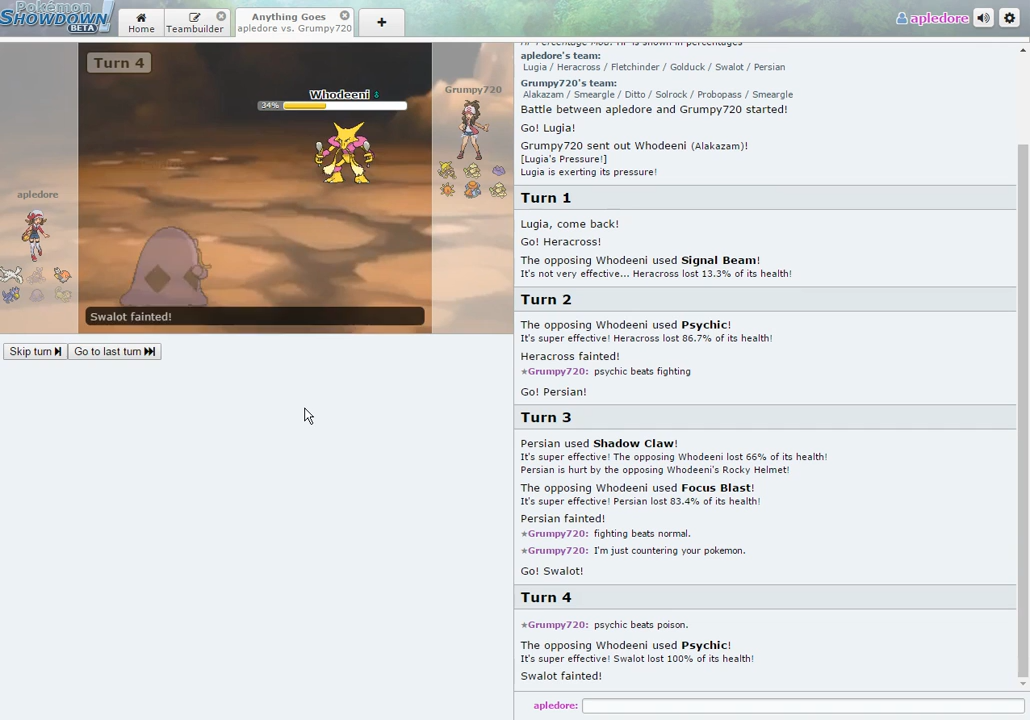 Pokémon
SHOWDOWN
BETA
Home
Teambuilder
Anything Goes
apledore vs. Grumpy720
+
apledore
Turn 4
Whodeeni
34%
Grumpy720
apledore
Swalot fainted!
Skip turn
Go to last turn
apledore's team:
Lugia / Heracross / Fletchinder / Golduck / Swalot / Persian
Grumpy720's team:
Alakazam / Smeargle / Ditto / Solrock / Probopass / Smeargle
Battle between apledore and Grumpy720 started!
Go! Lugia!
Grumpy720 sent out Whodeeni (Alakazam)!
[Lugia's Pressure!]
Lugia is exerting its pressure!
Turn 1
Lugia, come back!
Go! Heracross!
The opposing Whodeeni used Signal Beam!
It's not very effective... Heracross lost 13.3% of its health!
Turn 2
The opposing Whodeeni used Psychic!
It's super effective! Heracross lost 86.7% of its health!
Heracross fainted!
★Grumpy720: psychic beats fighting
Go! Persian!
Turn 3
Persian used Shadow Claw!
It's super effective! The opposing Whodeeni lost 66% of its health!
Persian is hurt by the opposing Whodeeni's Rocky Helmet!
The opposing Whodeeni used Focus Blast!
It's super effective! Persian lost 83.4% of its health!
Persian fainted!
★Grumpy720: fighting beats normal.
★Grumpy720: I'm just countering your pokemon.
Go! Swalot!
Turn 4
★Grumpy720: psychic beats poison.
The opposing Whodeeni used Psychic!
It's super effective! Swalot lost 100% of its health!
Swalot fainted!
apledore: